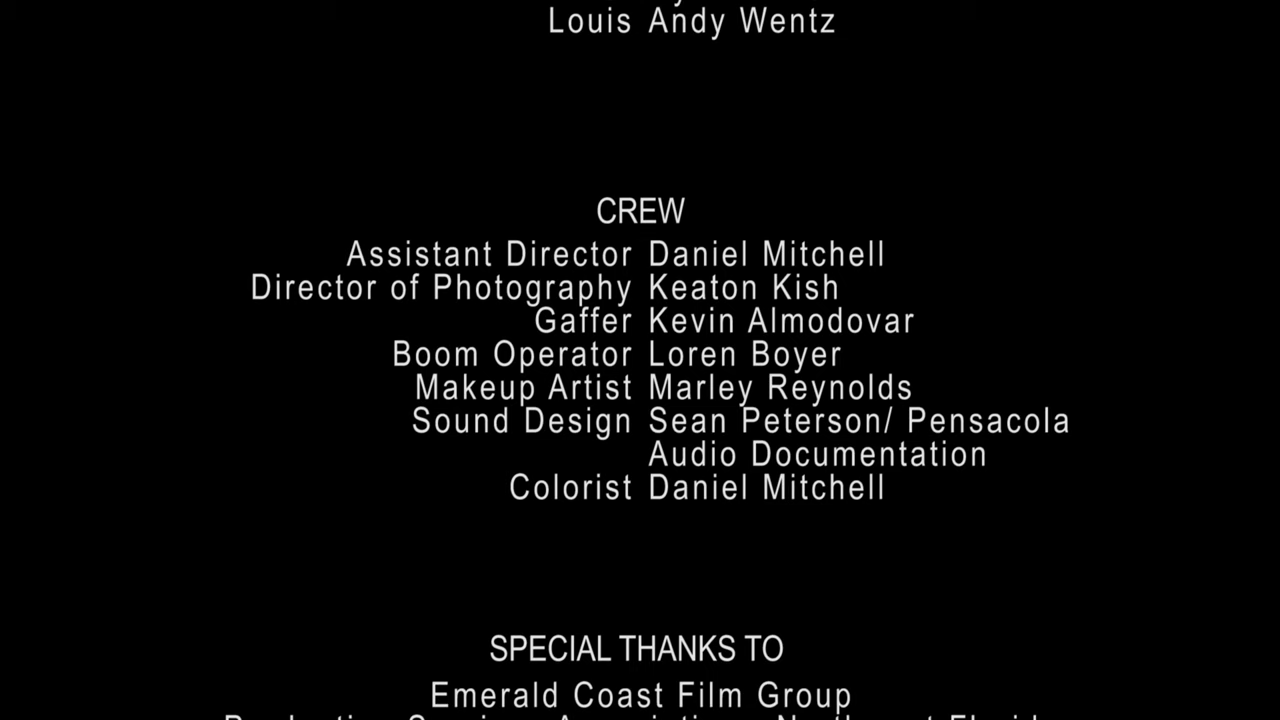 Louis Andy Wentz
CREW
Assistant Director Daniel Mitchell
Director of Photography Keaton Kish
Gaffer Kevin Almodovar
Boom Operator Loren Boyer
Makeup Artist Marley Reynolds
Sound Design Sean Peterson/ Pensacola
Audio Documentation
Colorist Daniel Mitchell
SPECIAL THANKS TO
Emerald Coast Film Group